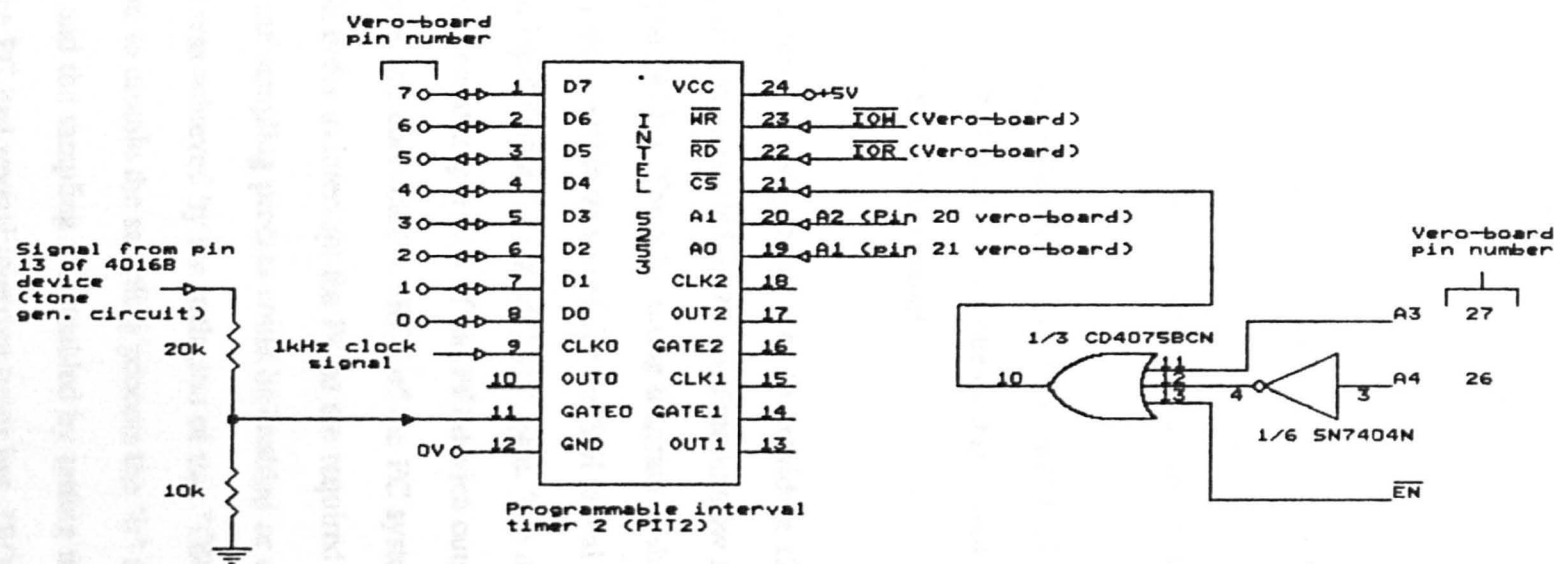 Vero-board
pin number
7 1 D7 VCC 24 +5V
6 2 D6 WR 23 IOW (Vero-board)
5 3 D5 RD 22 IOR (Vero-board)
4 4 D4 CS 21
3 5 D3 A1 20 A2 (Pin 20 vero-board)
2 6 D2 A0 19 A1 (pin 21 vero-board)
1 7 D1 CLK2 18
0 8 D0 OUT2 17
1kHz clock
signal
9 CLK0 GATE2 16
10 OUT0 CLK1 15
11 GATE0 GATE1 14
0V 12 GND OUT1 13
INTEL 8253
Programmable interval
timer 2 (PIT2)
Signal from pin
13 of 4016B
device
(tone
gen. circuit)
20k
10k
Vero-board
pin number
A3 27
A4 26
EN
1/3 CD4075BCN
10
11
12
13
4
3
1/6 SN7404N